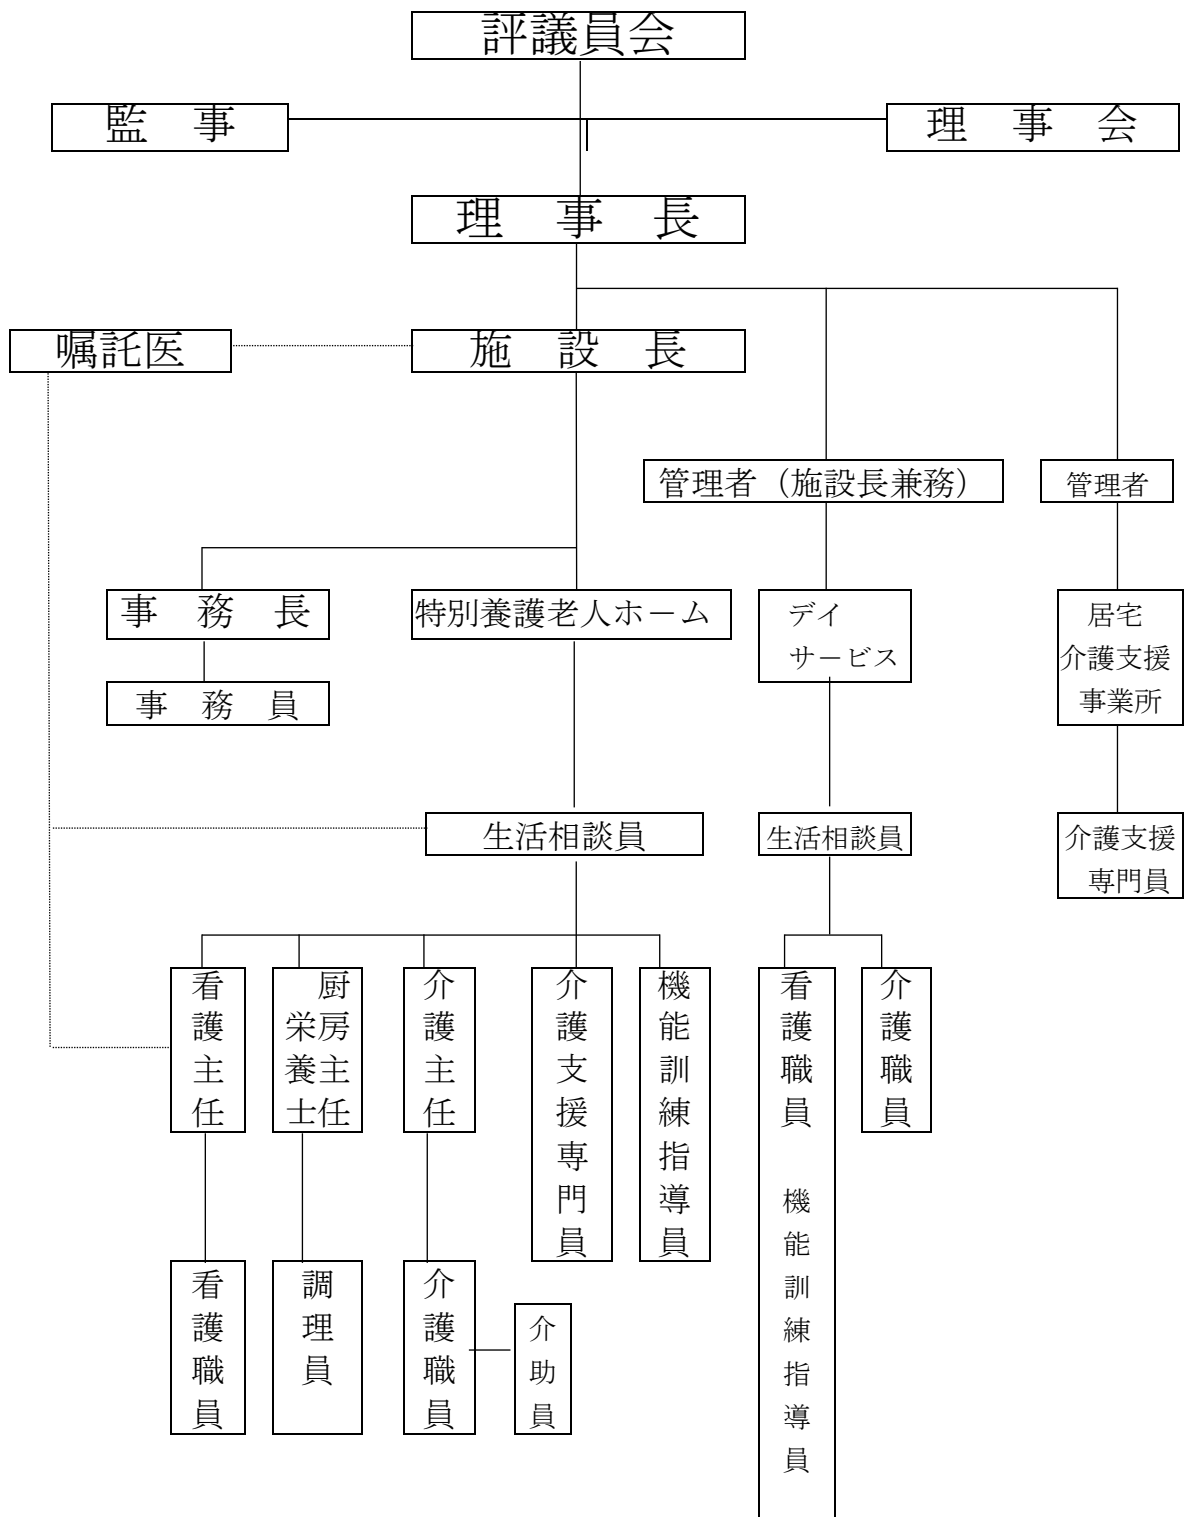 評議員会
監　事
理　事　会
理　事　長
嘱託医
施　設　長
管理者（施設長兼務）
管理者
事　務　長
特別養護老人ホーム
デイ
サービス
居宅
介護支援
事業所
事　務　員
生活相談員
生活相談員
介護支援
専門員
看護主任
厨房主任
栄養士
介護主任
介護支援専門員
機能訓練指導員
看護職員　機能訓練指導員
介護職員
看護職員
調理員
介護職員
介助員